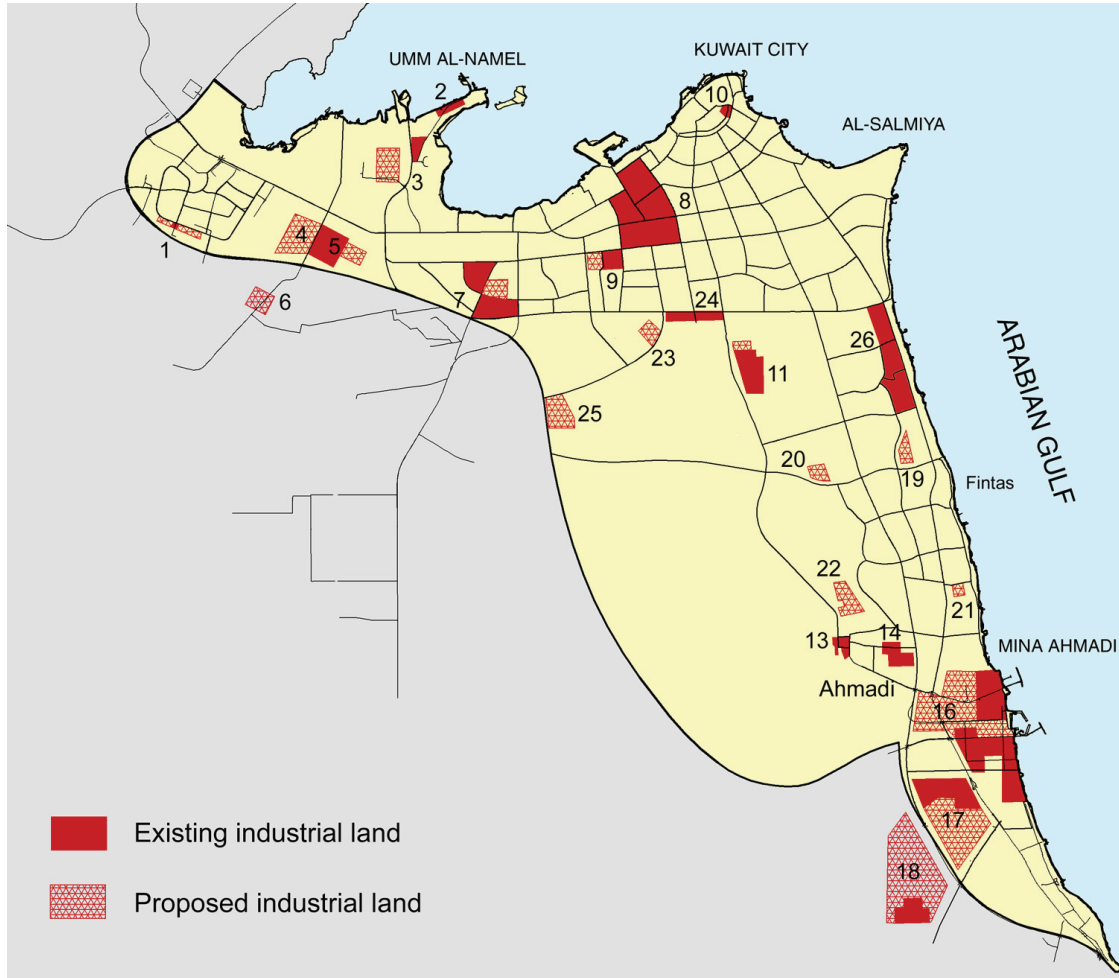 KUWAIT CITY
UMM AL-NAMEL
2
10
AL-SALMIYA
3
8
1
4
5
9
6
7
24
26
23
11
25
ARABIAN GULF
20
19
Fintas
22
21
13
14
MINA AHMADI
Ahmadi
16
17
18
Existing industrial land
Proposed industrial land